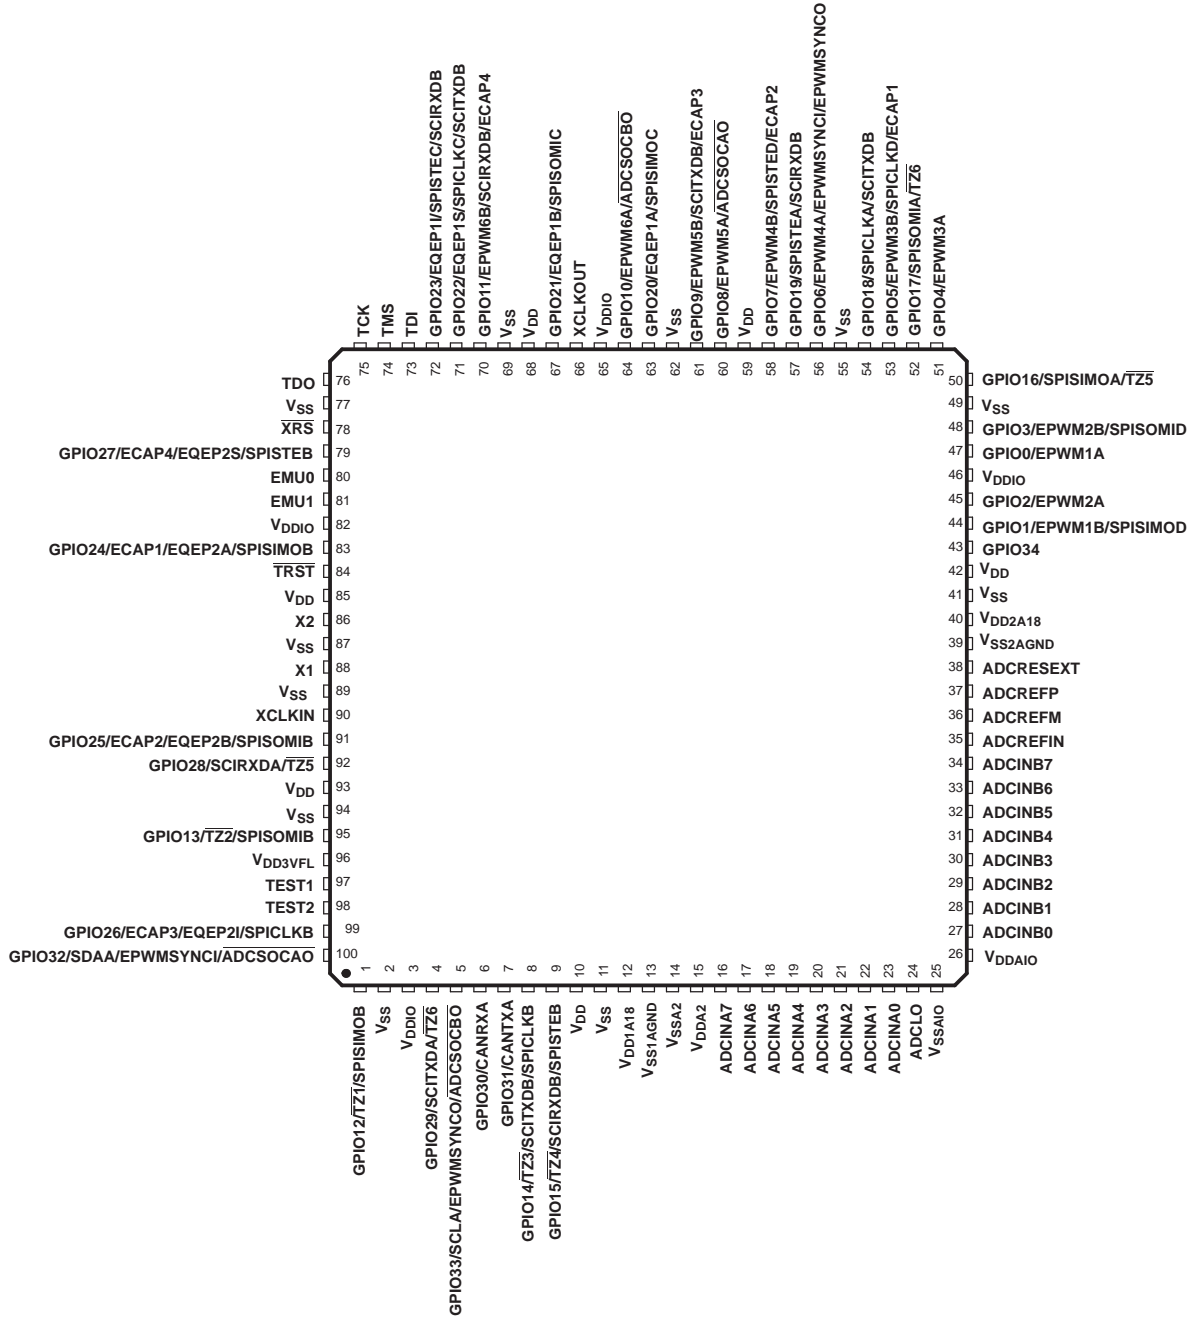 GPIO23/EQEP1I/SPISTEC/SCIRXDB
GPIO22/EQEP1S/SPICLKC/SCITXDB
GPIO11/EPWM6B/SCIRXDB/ECAP4
VSS
VDD
GPIO21/EQEP1B/SPISOMIC
XCLKOUT
VDDIO
GPIO10/EPWM6A/ADCSOCBO
GPIO20/EQEP1A/SPISIMOC
VSS
GPIO9/EPWM5B/SCITXDB/ECAP3
GPIO8/EPWM5A/ADCSOCAO
VDD
GPIO7/EPWM4B/SPISTED/ECAP2
GPIO19/SPISTEA/SCIRXDB
GPIO6/EPWM4A/EPWMSYNCI/EPWMSYNCO
VSS
GPIO18/SPICLKA/SCITXDB
GPIO5/EPWM3B/SPICLKD/ECAP1
GPIO17/SPISOMIA/TZ6
GPIO4/EPWM3A
TCK
TMS
TDI
75
74
73
72
71
70
69
68
67
66
65
64
63
62
61
60
59
58
57
56
55
54
53
52
51
TDO 76
VSS 77
XRS 78
GPIO27/ECAP4/EQEP2S/SPISTEB 79
EMU0 80
EMU1 81
VDDIO 82
GPIO24/ECAP1/EQEP2A/SPISIMOB 83
TRST 84
VDD 85
X2 86
VSS 87
X1 88
VSS 89
XCLKIN 90
GPIO25/ECAP2/EQEP2B/SPISOMIB 91
GPIO28/SCIRXDA/TZ5 92
VDD 93
VSS 94
GPIO13/TZ2/SPISOMIB 95
VDD3VFL 96
TEST1 97
TEST2 98
GPIO26/ECAP3/EQEP2I/SPICLKB 99
GPIO32/SDAA/EPWMSYNCI/ADCSOCAO 100
50 GPIO16/SPISIMOA/TZ5
49 VSS
48 GPIO3/EPWM2B/SPISOMID
47 GPIO0/EPWM1A
46 VDDIO
45 GPIO2/EPWM2A
44 GPIO1/EPWM1B/SPISIMOD
43 GPIO34
42 VDD
41 VSS
40 VDD2A18
39 VSS2AGND
38 ADCRESEXT
37 ADCREFP
36 ADCREFM
35 ADCREFIN
34 ADCINB7
33 ADCINB6
32 ADCINB5
31 ADCINB4
30 ADCINB3
29 ADCINB2
28 ADCINB1
27 ADCINB0
26 VDDAIO
1
2
3
4
5
6
7
8
9
10
11
12
13
14
15
16
17
18
19
20
21
22
23
24
25
GPIO12/TZ1/SPISIMOB
VSS
VDDIO
GPIO29/SCITXDA/TZ6
GPIO33/SCLA/EPWMSYNCO/ADCSOCBO
GPIO30/CANRXA
GPIO31/CANTXA
GPIO14/TZ3/SCITXDB/SPICLKB
GPIO15/TZ4/SCIRXDB/SPISTEB
VDD
VSS
VDD1A18
VSS1AGND
VSSA2
VDDA2
ADCINA7
ADCINA6
ADCINA5
ADCINA4
ADCINA3
ADCINA2
ADCINA1
ADCINA0
ADCLO
VSSAIO